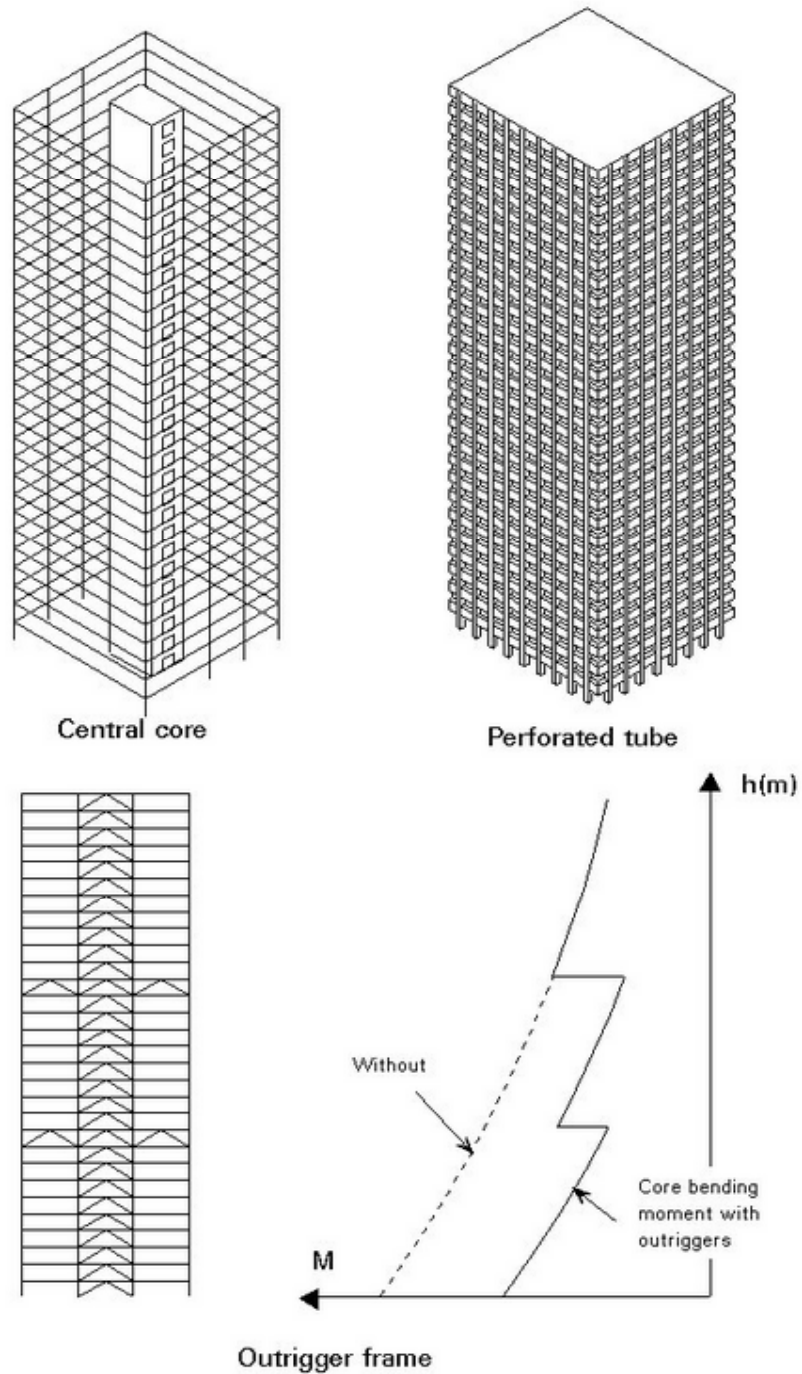 Central core
Perforated tube
h(m)
Without
Core bending
moment with
outriggers
M
Outrigger frame